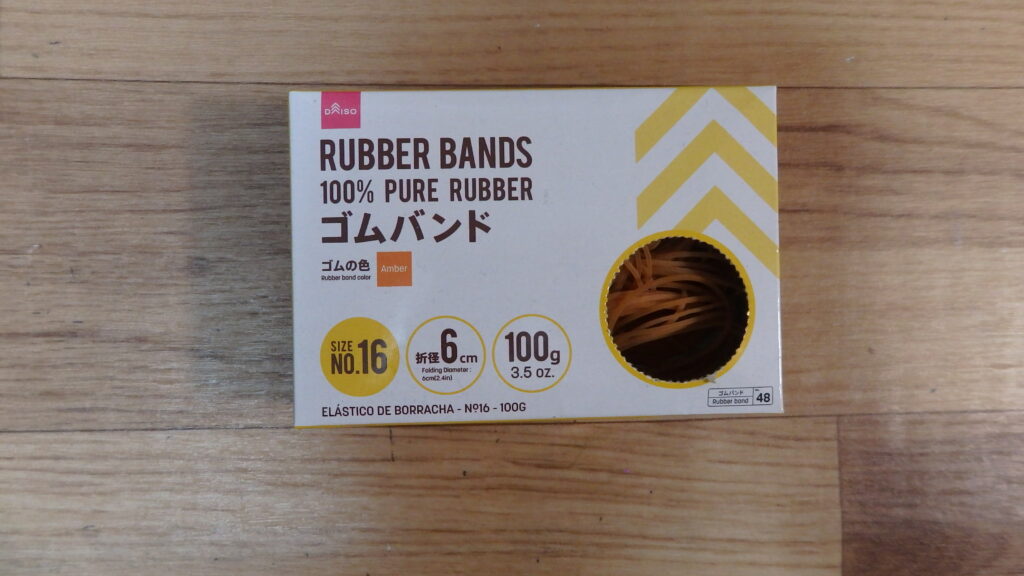 DAISO
RUBBER BANDS
100% PURE RUBBER
ゴムバンド
ゴムの色
Rubber band color
Amber
SIZE
NO.16
折径6cm
Folding Diameter :
6cm(2.4in)
100g
3.5 oz.
ELÁSTICO DE BORRACHA - Nº16 - 100G
ゴムバンド
Rubber band
No.
48